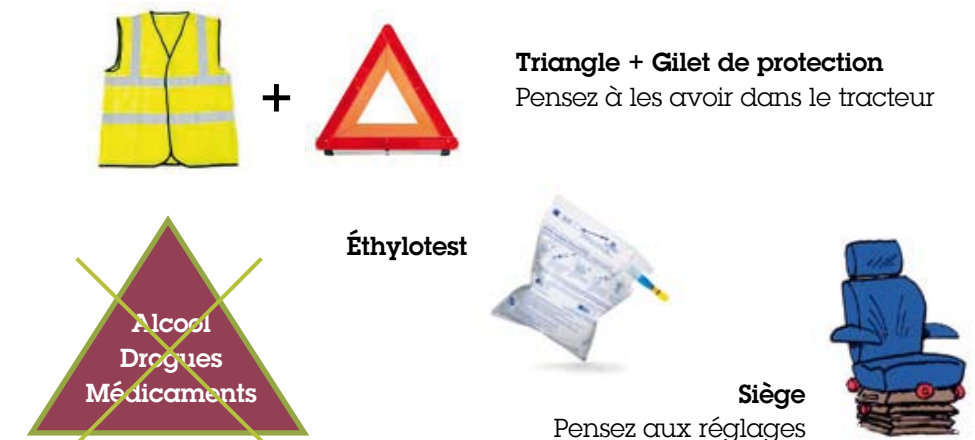 +
Triangle + Gilet de protection
Pensez à les avoir dans le tracteur
Éthylotest
Alcool
Drogues
Médicaments
Siège
Pensez aux réglages